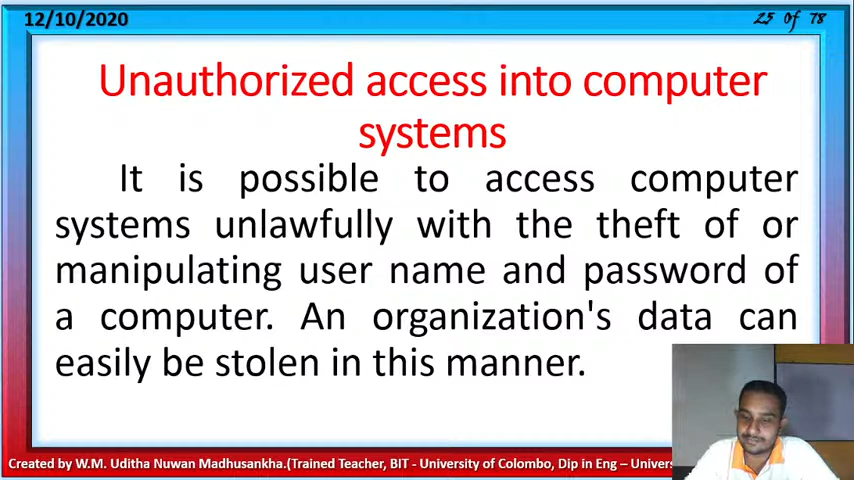 12/10/2020
25 of 78
Unauthorized access into computer
systems
It is possible to access computer
systems unlawfully with the theft of or
manipulating user name and password of
a computer. An organization's data can
easily be stolen in this manner.
Created by W.M. Uditha Nuwan Madhusankha.(Trained Teacher, BIT - University of Colombo, Dip in Eng –